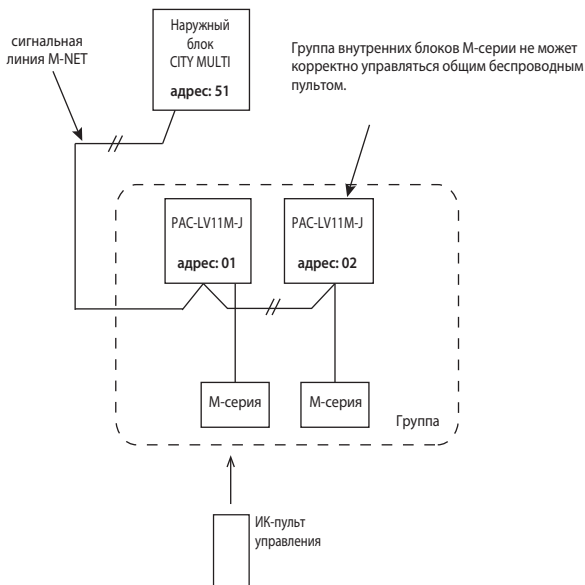 сигнальная
линия M-NET
Наружный
блок
CITY MULTI
адрес: 51
Группа внутренних блоков М-серии не может
корректно управляться общим беспроводным
пультом.
PAC-LV11M-J
адрес: 01
PAC-LV11M-J
адрес: 02
М-серия
М-серия
Группа
ИК-пульт
управления